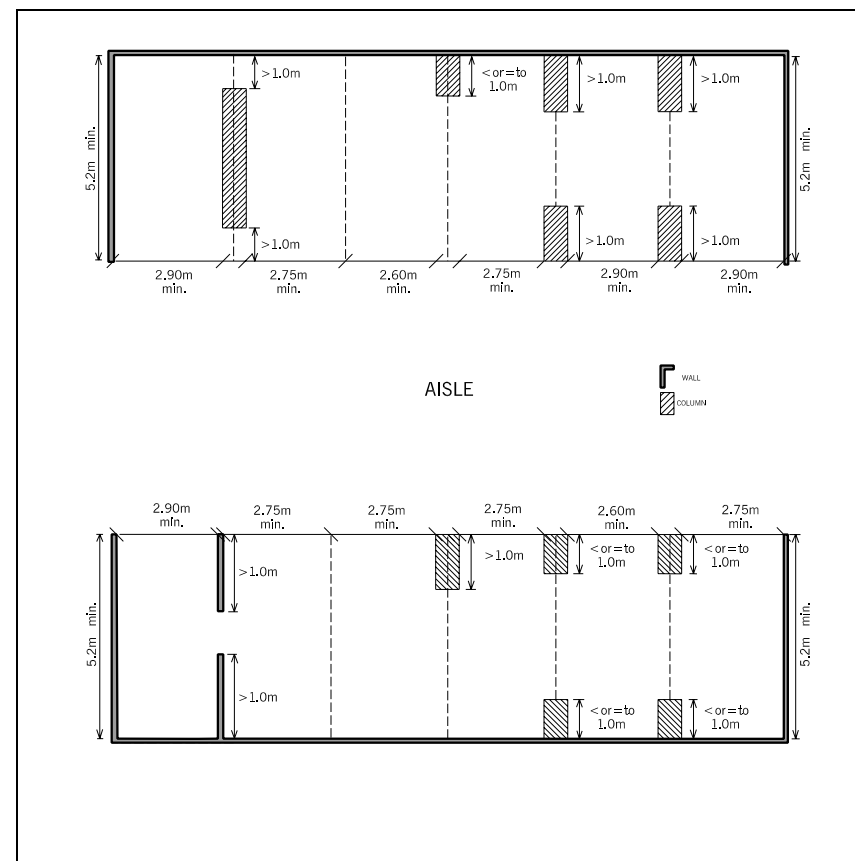 >1.0m
< or = to
1.0m
>1.0m
>1.0m
5.2m min.
5.2m min.
>1.0m
>1.0m
>1.0m
2.90m
min.
2.75m
min.
2.60m
min.
2.75m
min.
2.90m
min.
2.90m
min.
AISLE
WALL
COLUMN
2.90m
min.
2.75m
min.
2.75m
min.
2.75m
min.
2.60m
min.
2.75m
min.
>1.0m
>1.0m
< or = to
1.0m
< or = to
1.0m
5.2m min.
5.2m min.
>1.0m
< or = to
1.0m
< or = to
1.0m